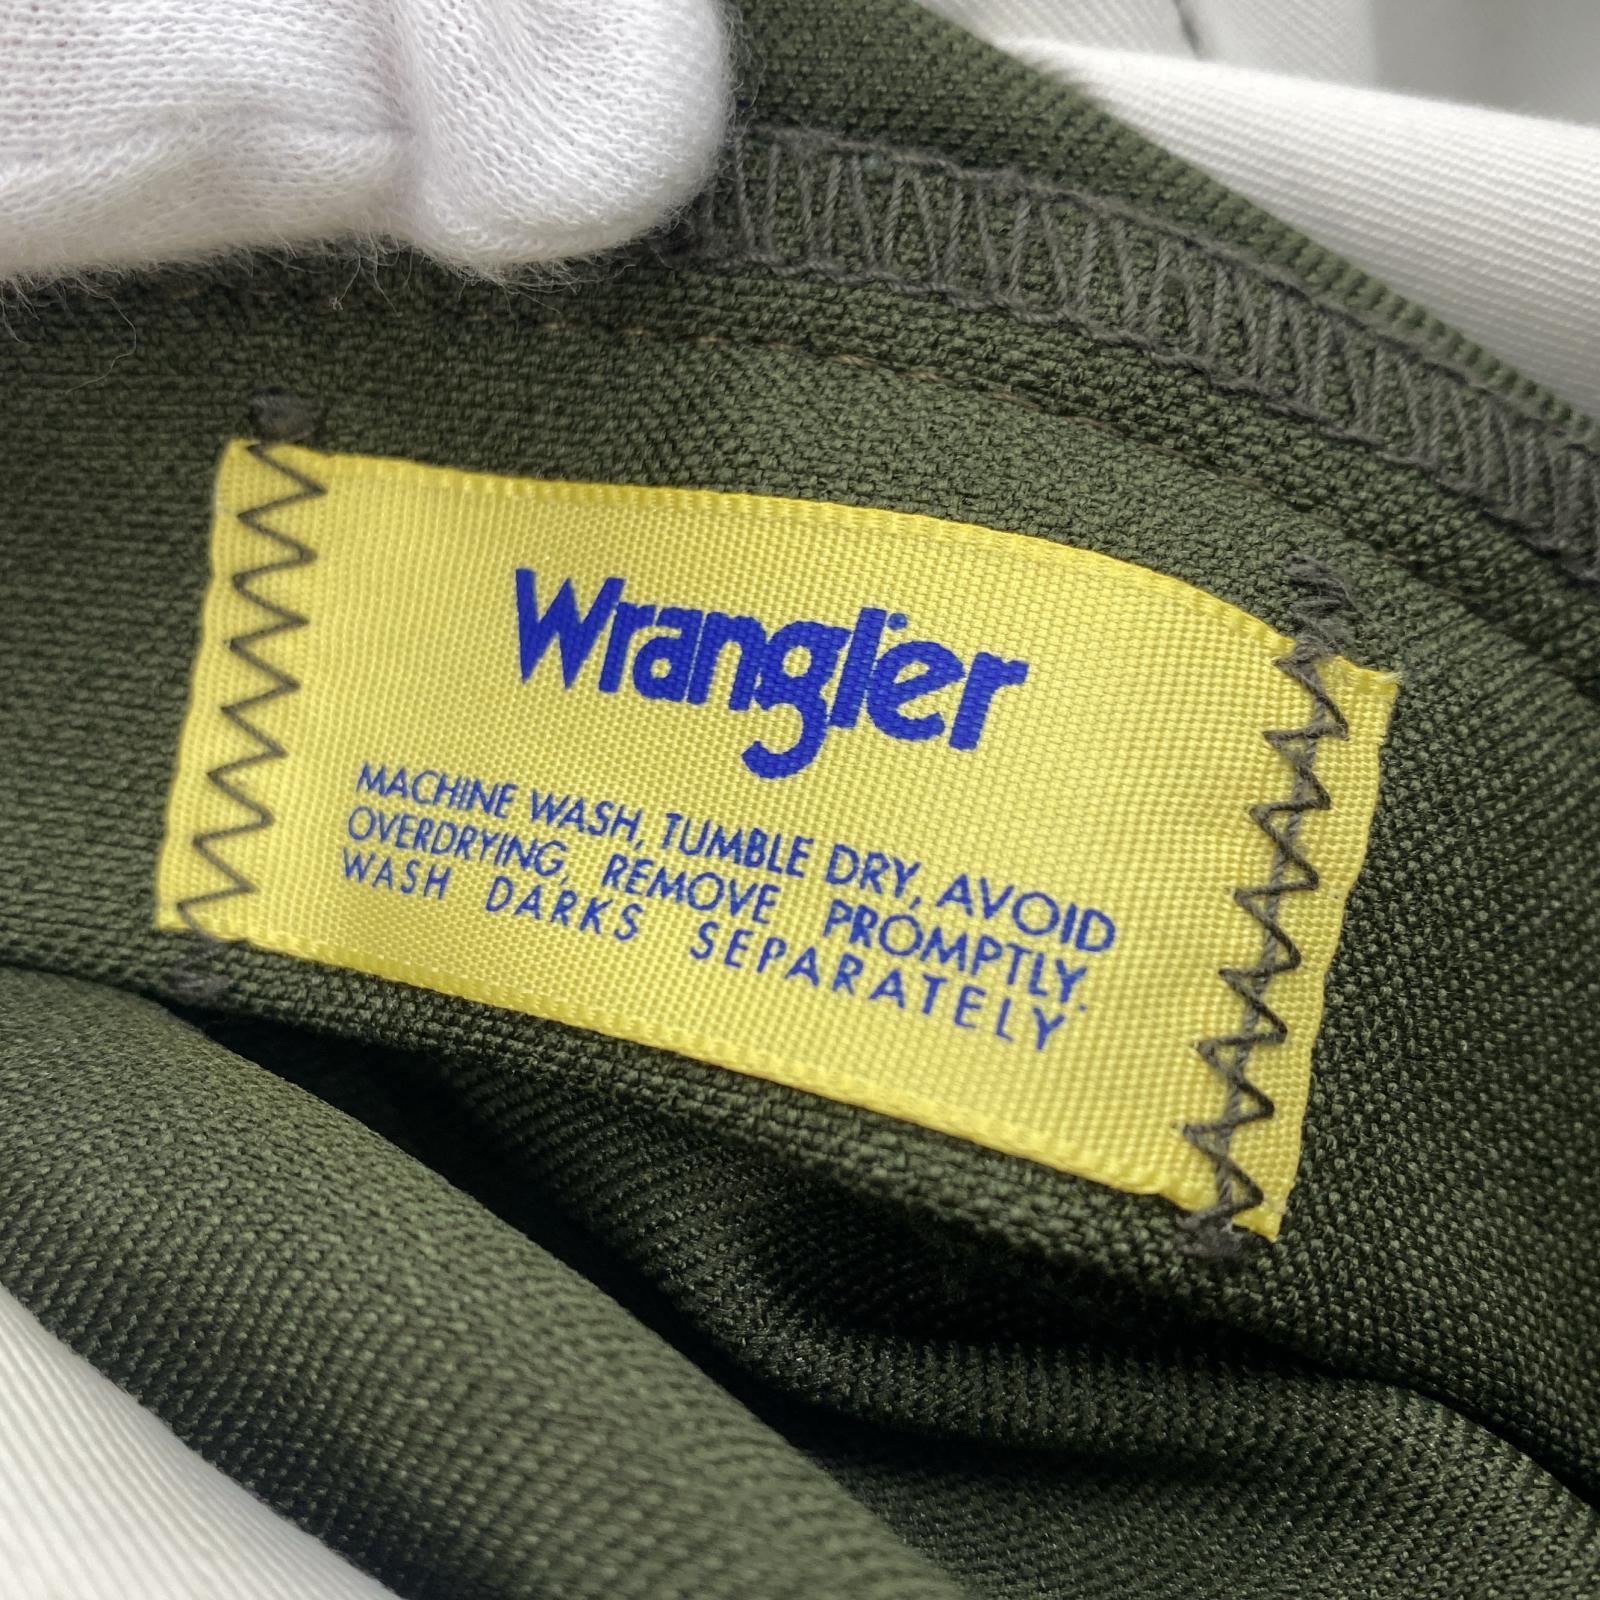 Wrangler
MACHINE WASH, TUMBLE DRY, AVOID
OVERDRYING, REMOVE PROMPTLY.
WASH DARKS SEPARATELY